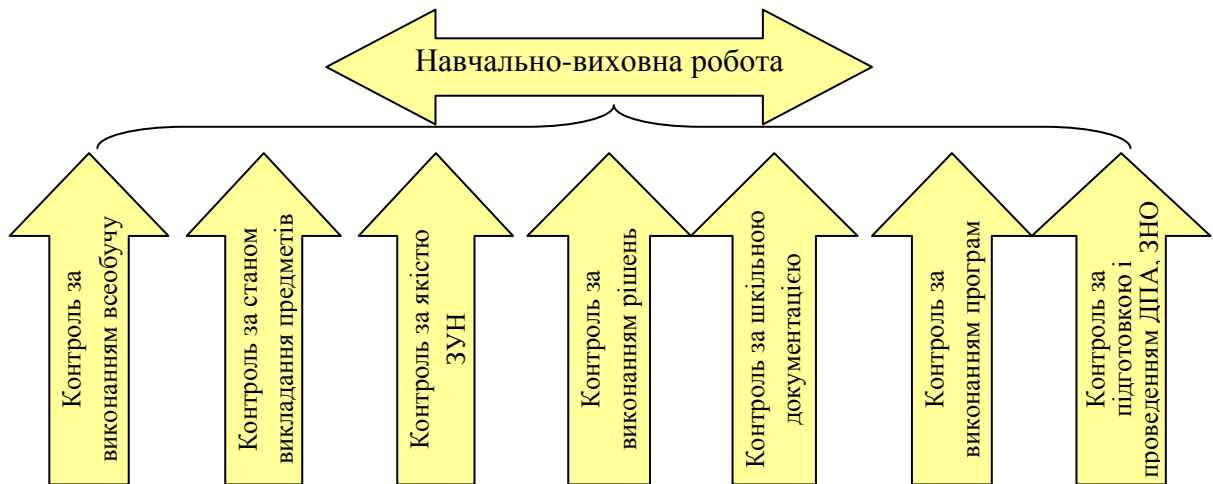 Навчально-виховна робота
Контроль за
виконанням всеобучу
Контроль за станом
викладання предметів
Контроль за якістю
ЗУН
Контроль за
виконанням рішень
Контроль за шкільною
документацією
Контроль за
виконання програм
Контроль за
підготовкою і
проведенням ДПА, ЗНО